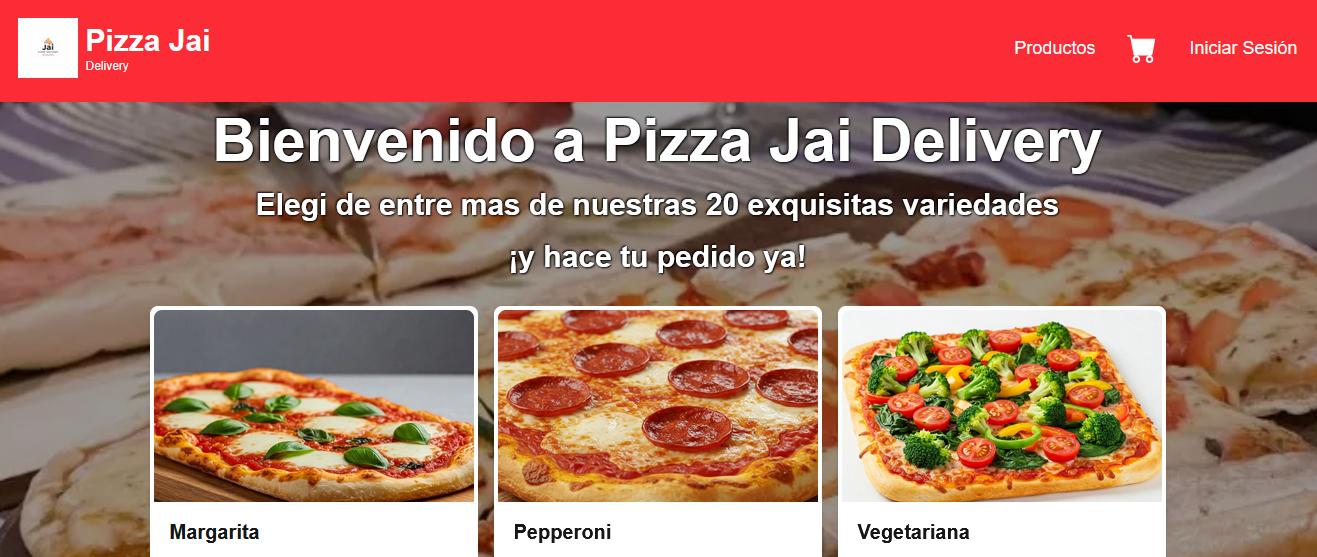 Jai
Pizza Jai
Delivery
Productos
Iniciar Sesión
Bienvenido a Pizza Jai Delivery
Elegi de entre mas de nuestras 20 exquisitas variedades
¡y hace tu pedido ya!
Margarita
Pepperoni
Vegetariana